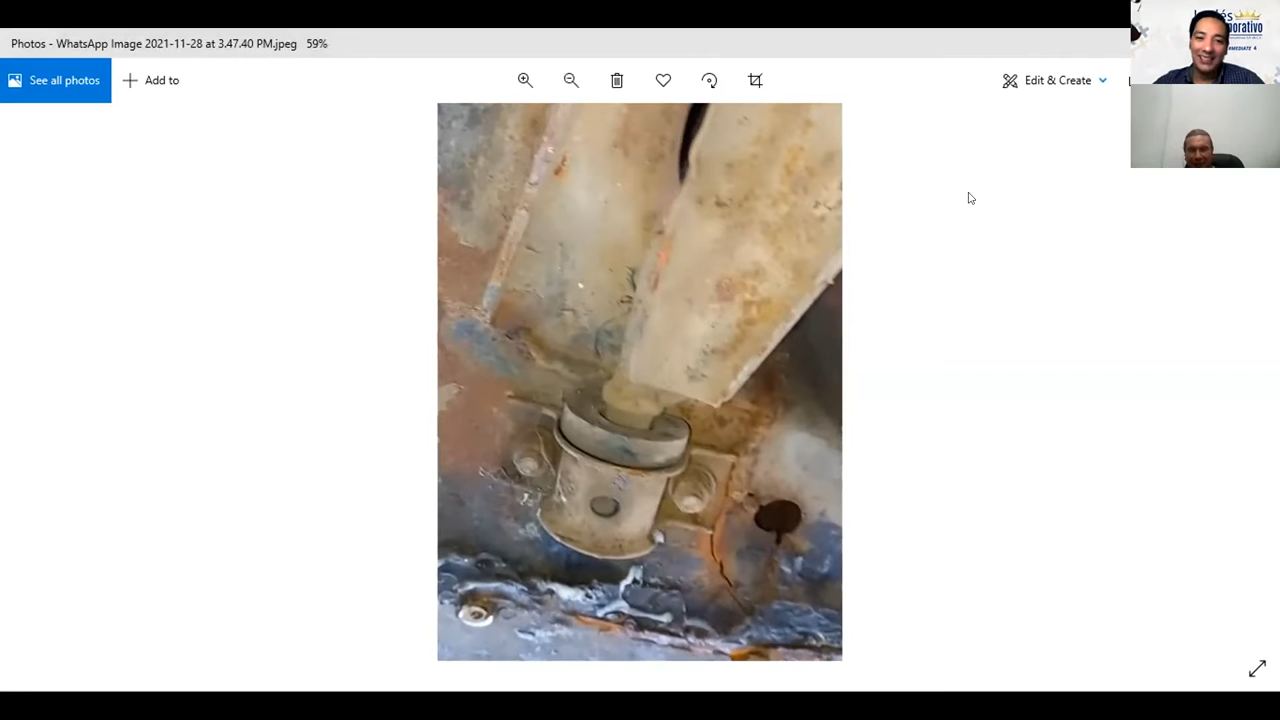 Photos - WhatsApp Image 2021-11-28 at 3.47.40 PM.jpeg 59%
See all photos
Add to
Edit & Create